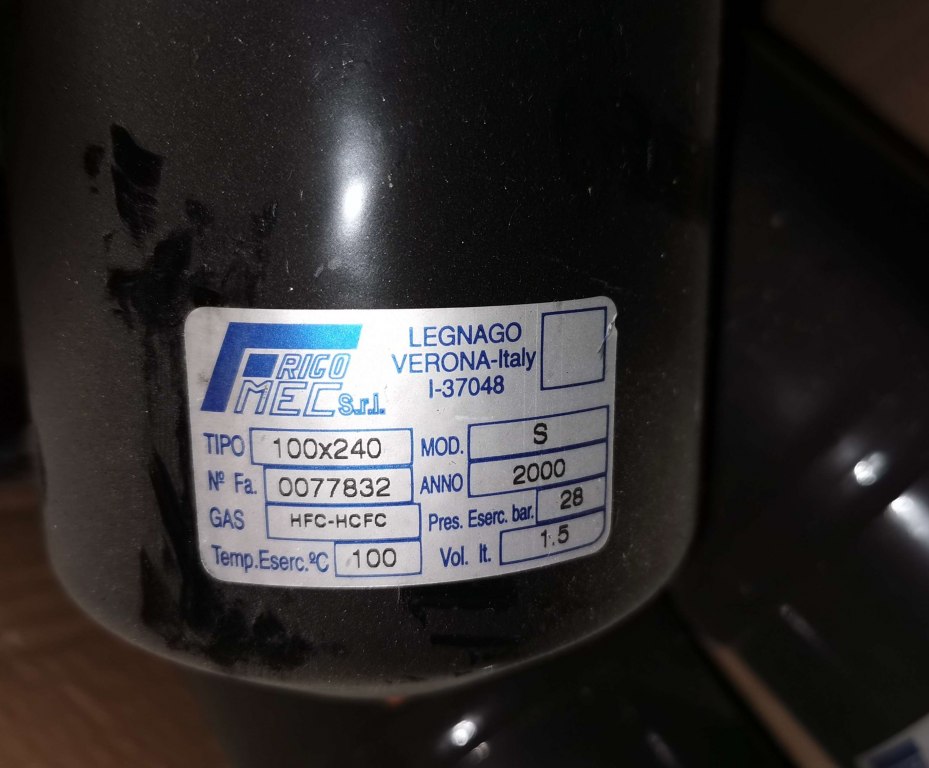 FRICO
MEC S.r.l.
LEGNAGO
VERONA-Italy
I-37048
TIPO 100x240 MOD. S
Nº Fa. 0077832 ANNO 2000
GAS HFC-HCFC Pres. Eserc. bar. 28
Temp.Eserc.ºC 100 Vol. lt. 1.5